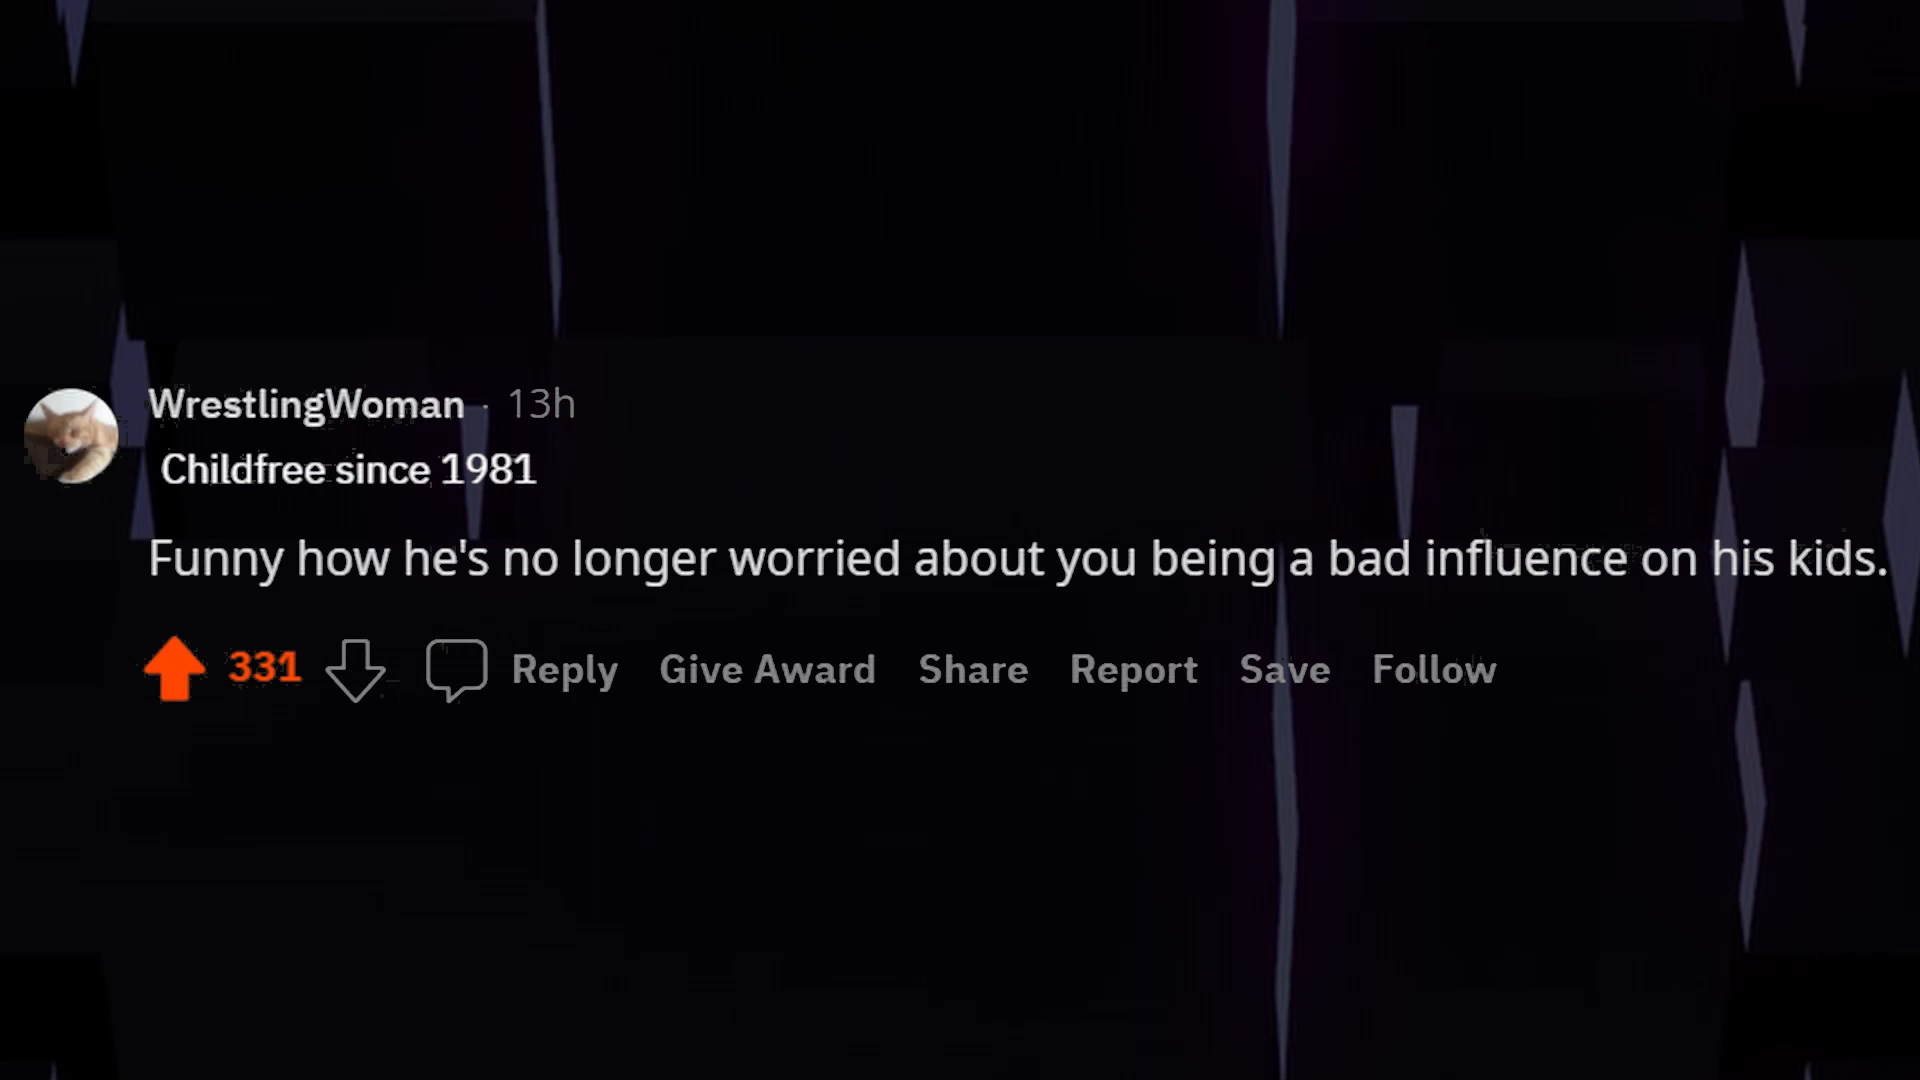 WrestlingWoman · 13h
Childfree since 1981
Funny how he's no longer worried about you being a bad influence on his kids.
331 Reply Give Award Share Report Save Follow